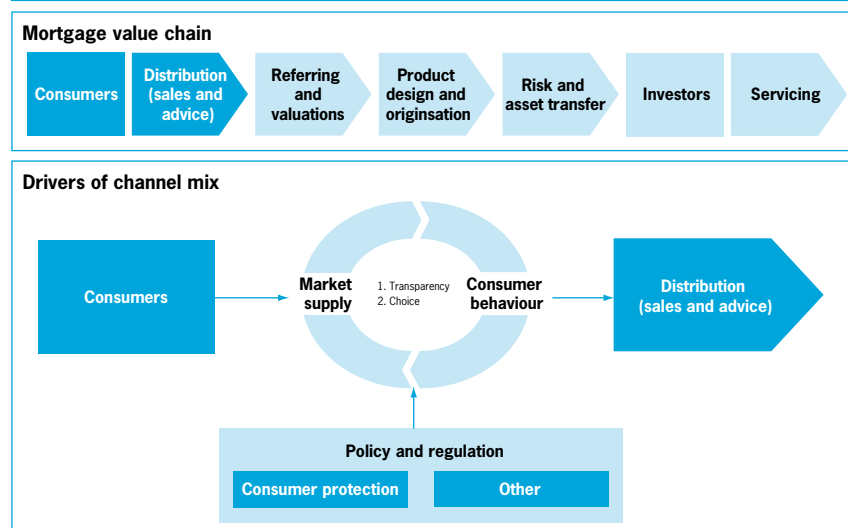 Mortgage value chain
Consumers
Distribution
(sales and
advice)
Referring
and
valuations
Product
design and
originsation
Risk and
asset transfer
Investors
Servicing
Drivers of channel mix
Consumers
Market
supply
1. Transparency
2. Choice
Consumer
behaviour
Distribution
(sales and advice)
Policy and regulation
Consumer protection
Other